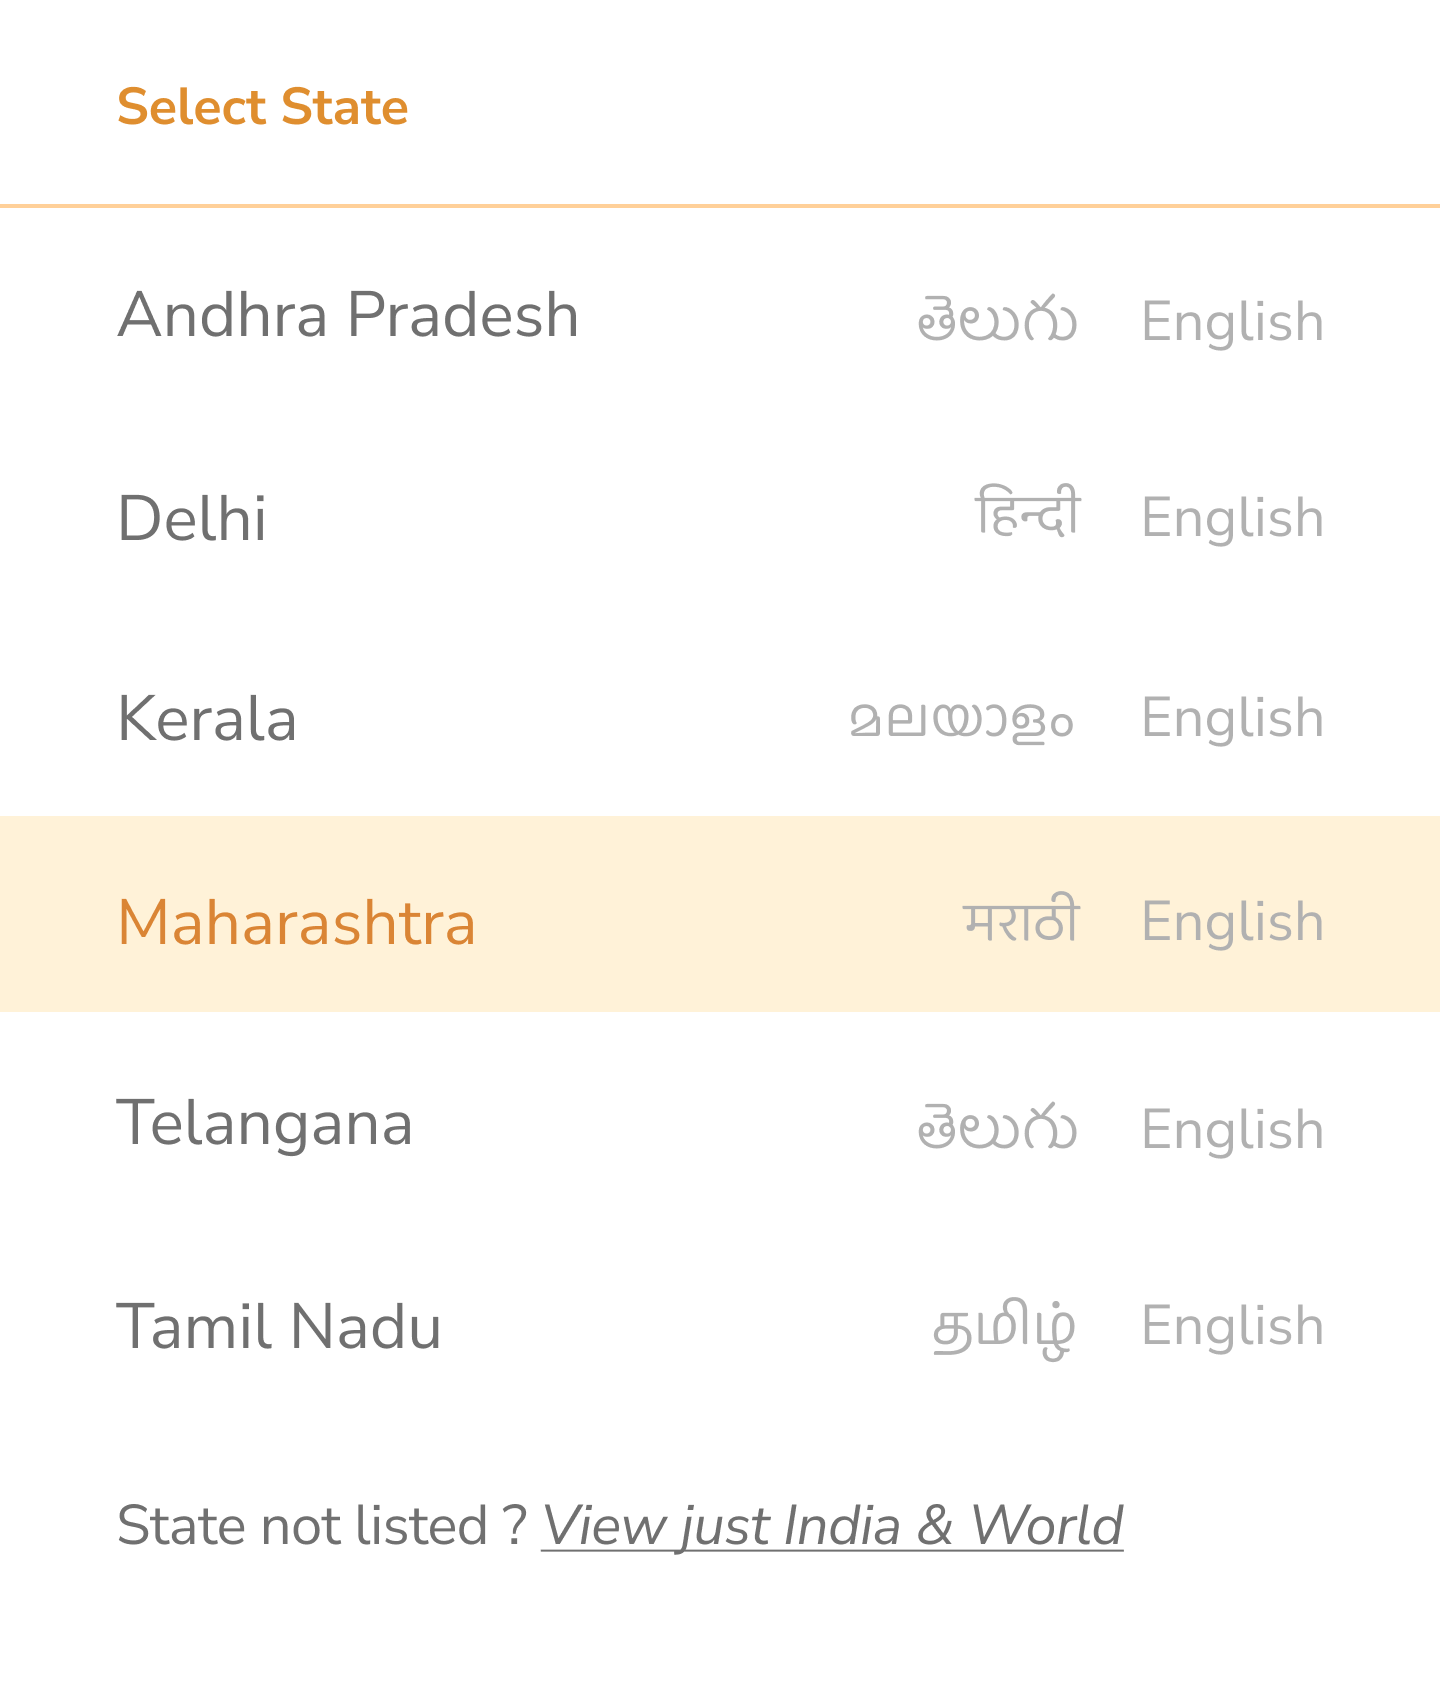 Select State
Andhra Pradesh తెలుగు English
Delhi हिन्दी English
Kerala മലയാളം English
Maharashtra मराठी English
Telangana తెలుగు English
Tamil Nadu தமிழ் English
State not listed ? View just India & World